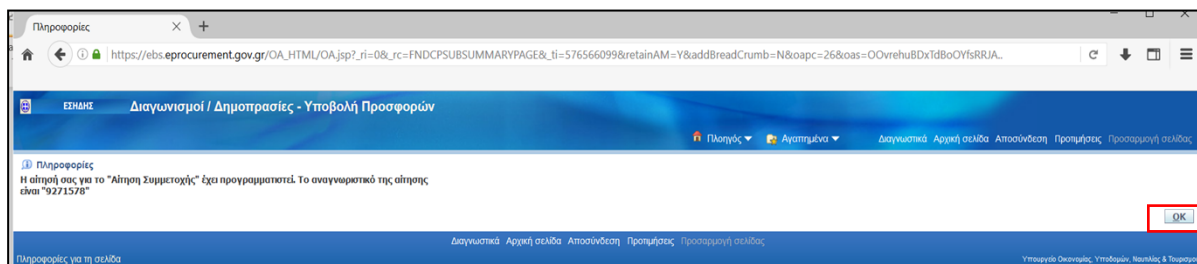 Πληροφορίες
https://ebs.eprocurement.gov.gr/OA_HTML/OA.jsp?_ri=0&_rc=FNDCPSUBSUMMARYPAGE&_ti=576566099&retainAM=Y&addBreadCrumb=N&oapc=26&oas=OOvrehuBDxTdBoOYfsRRJA..
ΕΣΗΔΗΣ Διαγωνισμοί / Δημοπρασίες - Υποβολή Προσφορών
Πλοηγός Αγαπημένα Διαγνωστικά Αρχική σελίδα Αποσύνδεση Προτιμήσεις Προσαρμογή σελίδας
Πληροφορίες
Η αίτησή σας για το "Αίτηση Συμμετοχής" έχει προγραμματιστεί. Το αναγνωριστικό της αίτησης
είναι "9271578"
OK
Διαγνωστικά Αρχική σελίδα Αποσύνδεση Προτιμήσεις Προσαρμογή σελίδας
Πληροφορίες για τη σελίδα
Υπουργείο Οικονομίας, Υποδομών, Ναυτιλίας & Τουρισμού